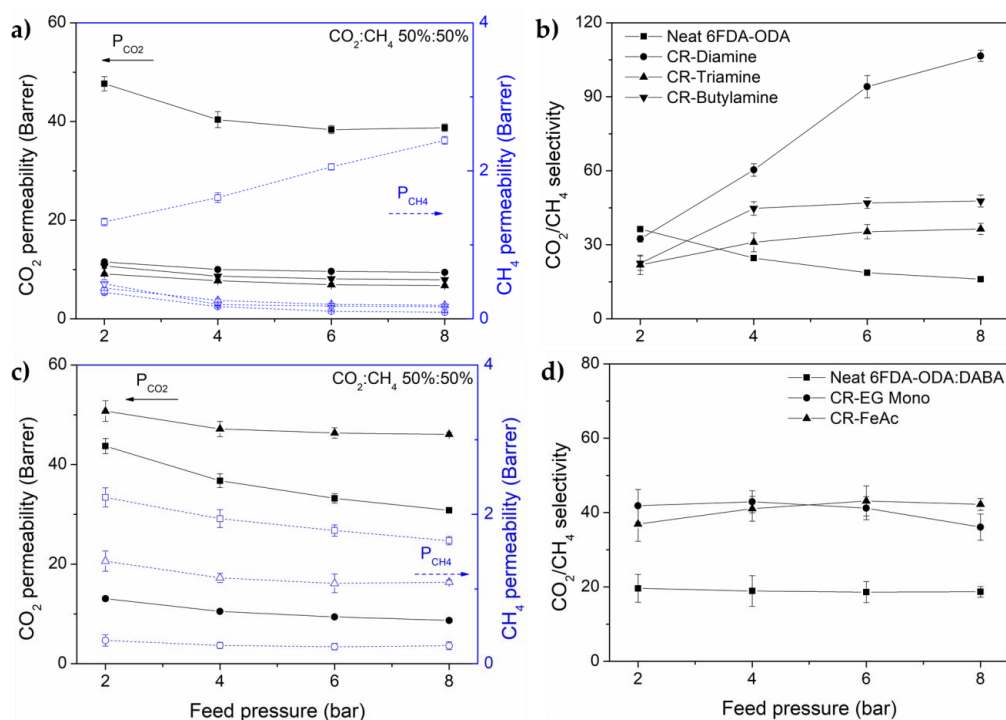 a)
CO₂ permeability (Barrer)
60
40
20
0
P_CO2
CO₂:CH₄ 50%:50%
P_CH4
4
2
0
CH₄ permeability (Barrer)
2 4 6 8
b)
CO₂/CH₄ selectivity
120
90
60
30
0
Neat 6FDA-ODA
CR-Diamine
CR-Triamine
CR-Butylamine
2 4 6 8
c)
CO₂ permeability (Barrer)
60
40
20
0
P_CO2
CO₂:CH₄ 50%:50%
P_CH4
4
2
0
CH₄ permeability (Barrer)
2 4 6 8
Feed pressure (bar)
d)
CO₂/CH₄ selectivity
80
60
40
20
0
Neat 6FDA-ODA:DABA
CR-EG Mono
CR-FeAc
2 4 6 8
Feed pressure (bar)